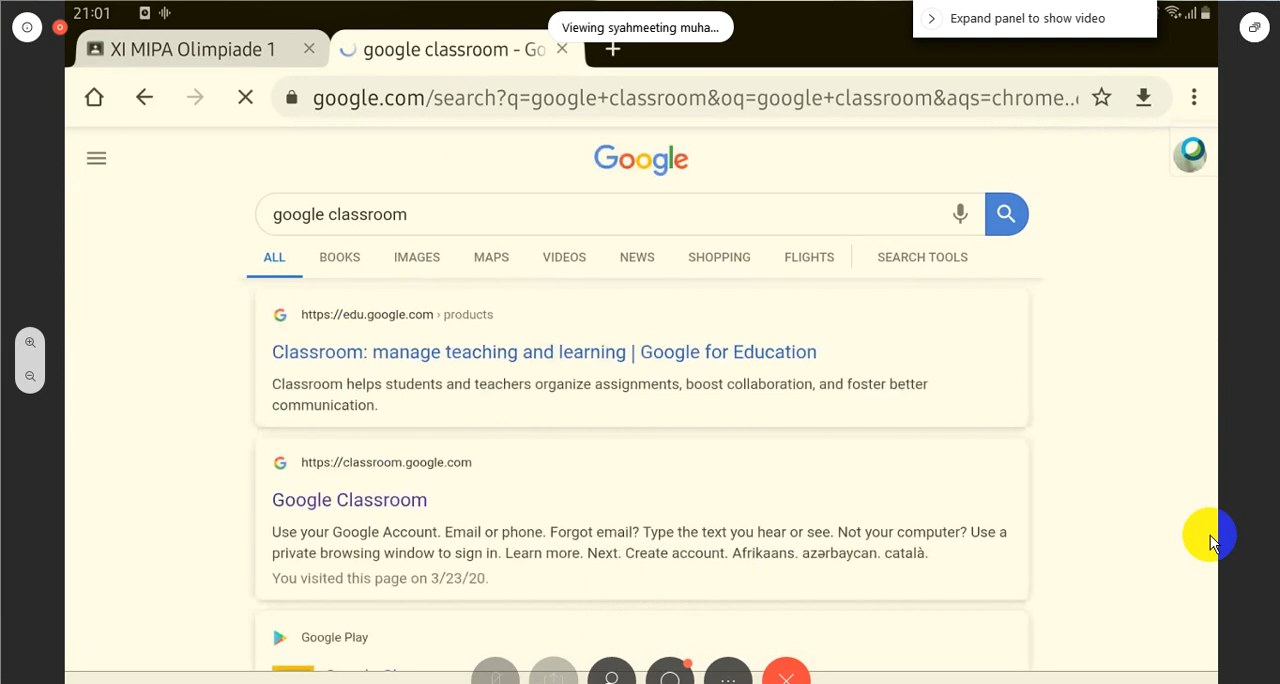 21:01
Viewing syahmeeting muha...
Expand panel to show video
XI MIPA Olimpiade 1
google classroom - Go
google.com/search?q=google+classroom&oq=google+classroom&aqs=chrome..
Google
google classroom
ALL BOOKS IMAGES MAPS VIDEOS NEWS SHOPPING FLIGHTS SEARCH TOOLS
https://edu.google.com › products
Classroom: manage teaching and learning | Google for Education
Classroom helps students and teachers organize assignments, boost collaboration, and foster better
communication.
https://classroom.google.com
Google Classroom
Use your Google Account. Email or phone. Forgot email? Type the text you hear or see. Not your computer? Use a
private browsing window to sign in. Learn more. Next. Create account. Afrikaans. azərbaycan. català.
You visited this page on 3/23/20.
Google Play